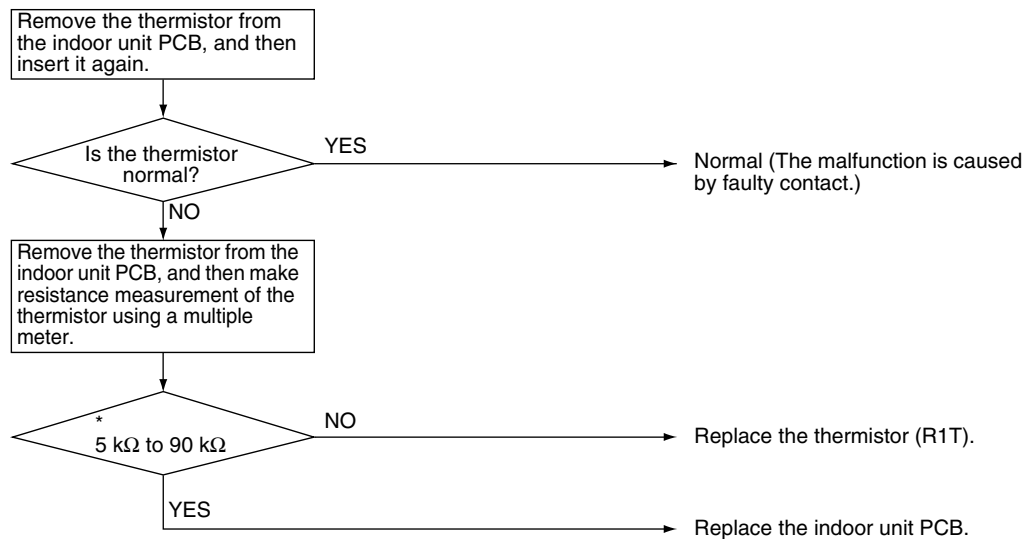 Remove the thermistor from
the indoor unit PCB, and then
insert it again.
Is the thermistor
normal?
YES
Normal (The malfunction is caused
by faulty contact.)
NO
Remove the thermistor from the
indoor unit PCB, and then make
resistance measurement of the
thermistor using a multiple
meter.
*
5 kΩ to 90 kΩ
NO
Replace the thermistor (R1T).
YES
Replace the indoor unit PCB.